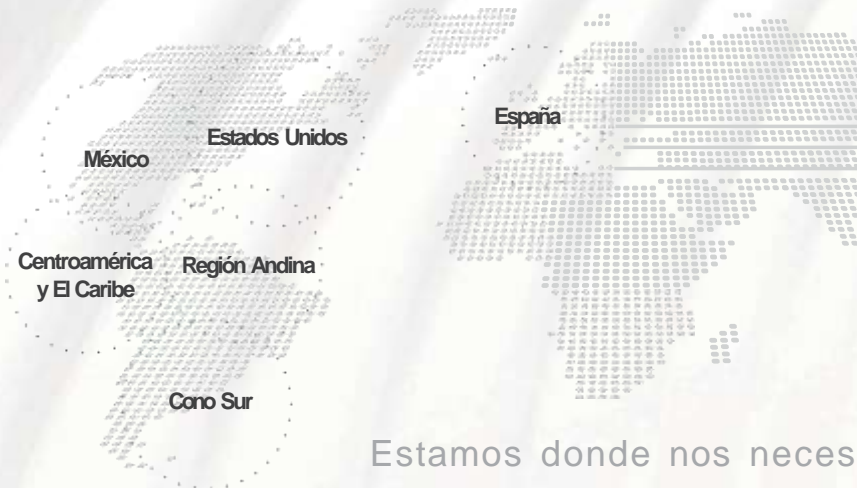 España
Estados Unidos
México
Centroamérica
y El Caribe
Región Andina
Cono Sur
Estamos donde nos neces